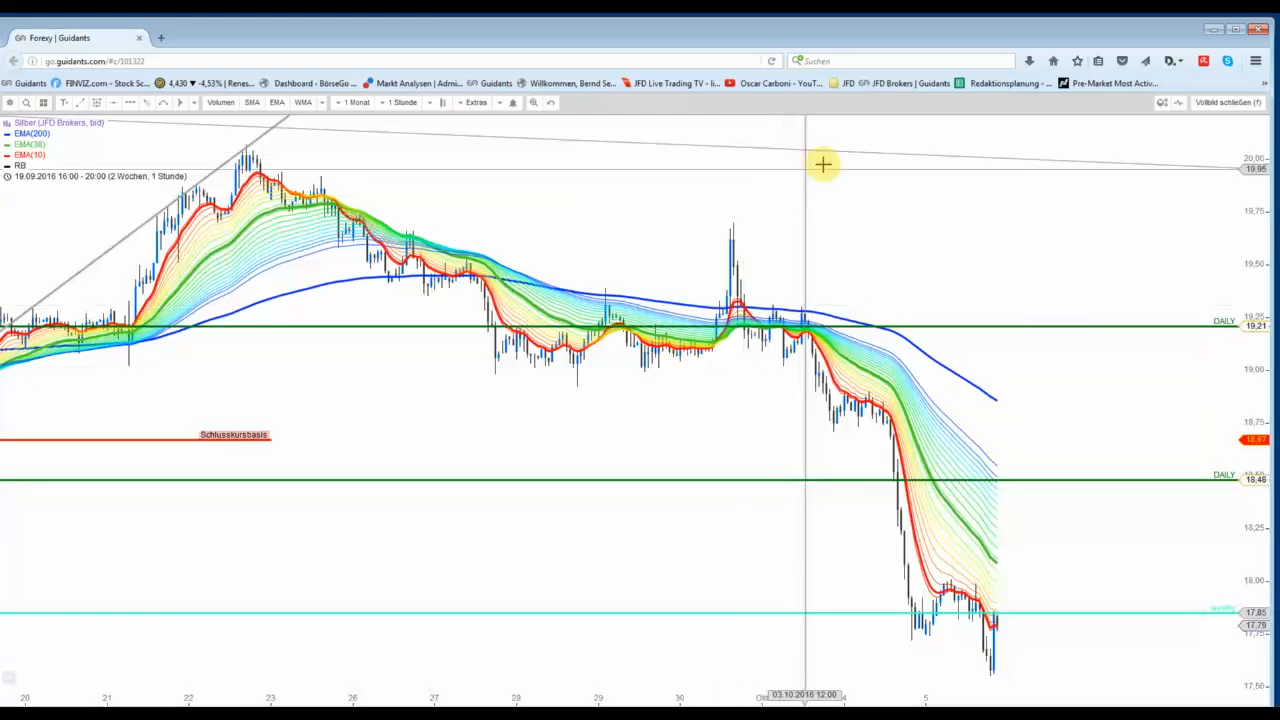 Forexy | Guidants
go.guidants.com/#c/101322
Suchen
Guidants FINVIZ.com - Stock Sc... 4,430 ▼ -4,53% | Renes... Dashboard ‹ BörseGo... Markt Analysen | Admi... Guidants Willkommen, Bernd Se... JFD Live Trading TV - li... Oscar Carboni - YouT... JFD JFD Brokers | Guidants Redaktionsplanung -... Pre-Market Most Activ...
Volumen SMA EMA WMA 1 Monat 1 Stunde Extras Vollbild schließen (f)
Silber (JFD Brokers, bid)
EMA(200)
EMA(38)
EMA(10)
RB
19.09.2016 16:00 - 20:00 (2 Wochen, 1 Stunde)
20,00
19,95
19,75
19,50
19,25
DAILY 19,21
19,00
18,75
Schlusskursbasis
18,67
DAILY 18,48
18,25
18,00
17,85
17,79
17,75
17,50
20 21 22 23 26 27 28 29 30 03.10.2016 12:00 4 5